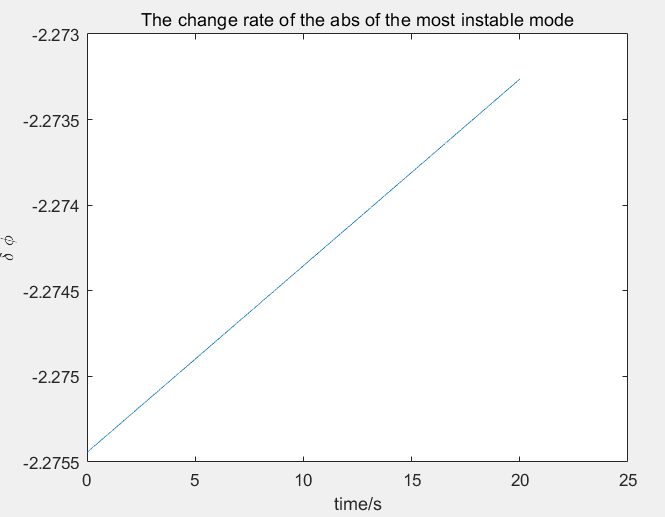 The change rate of the abs of the most instable mode
-2.273
-2.2735
-2.274
-2.2745
-2.275
-2.2755
δ ϕ̇
0 5 10 15 20 25
time/s